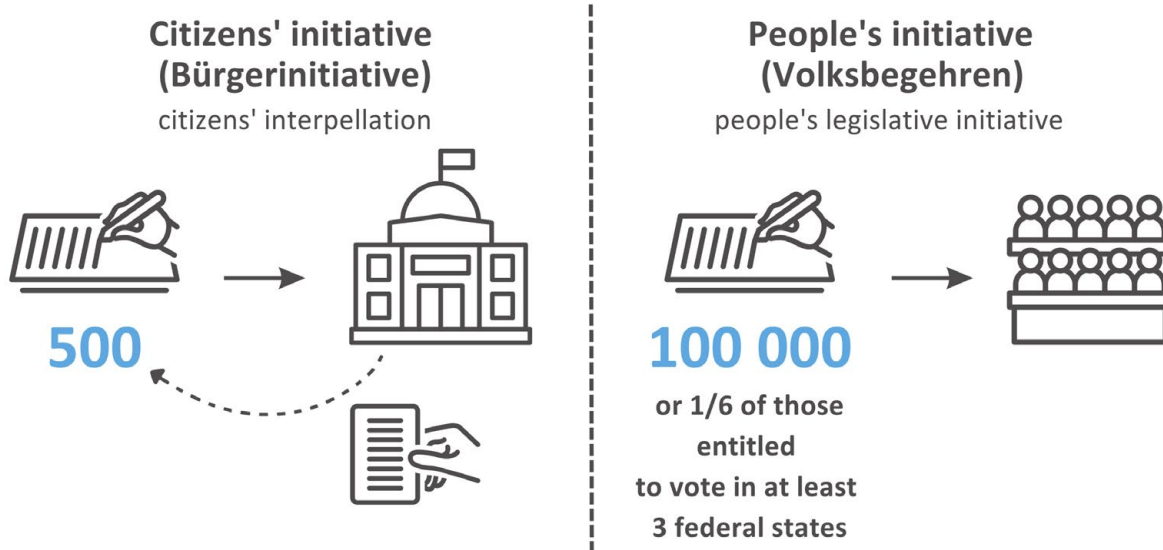 Citizens' initiative
(Bürgerinitiative)
citizens' interpellation
500
People's initiative
(Volksbegehren)
people's legislative initiative
100 000
or 1/6 of those
entitled
to vote in at least
3 federal states